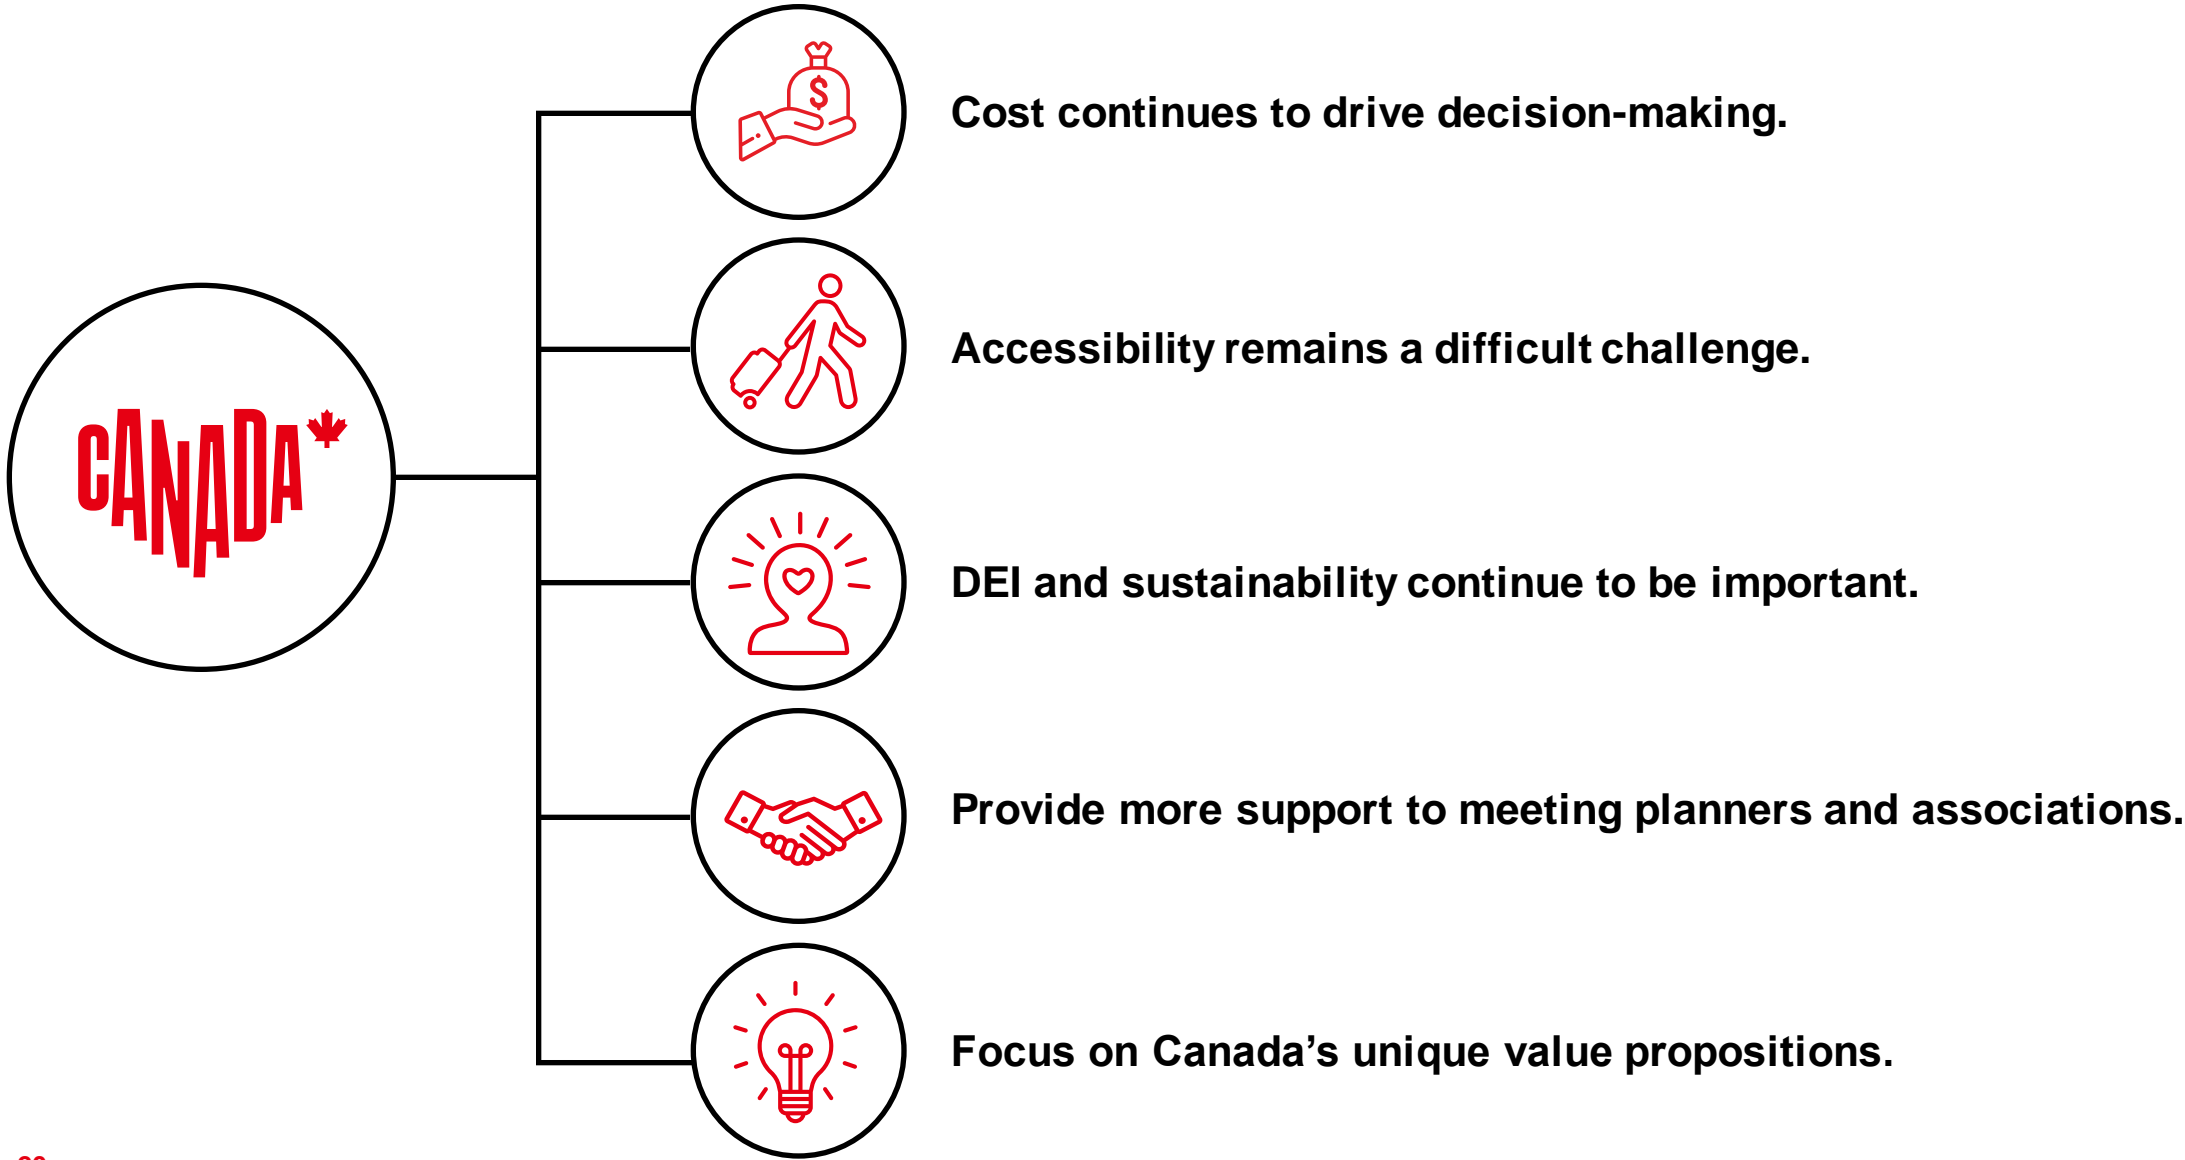 Cost continues to drive decision-making.
Accessibility remains a difficult challenge.
CANADA
DEI and sustainability continue to be important.
Provide more support to meeting planners and associations.
Focus on Canada’s unique value propositions.